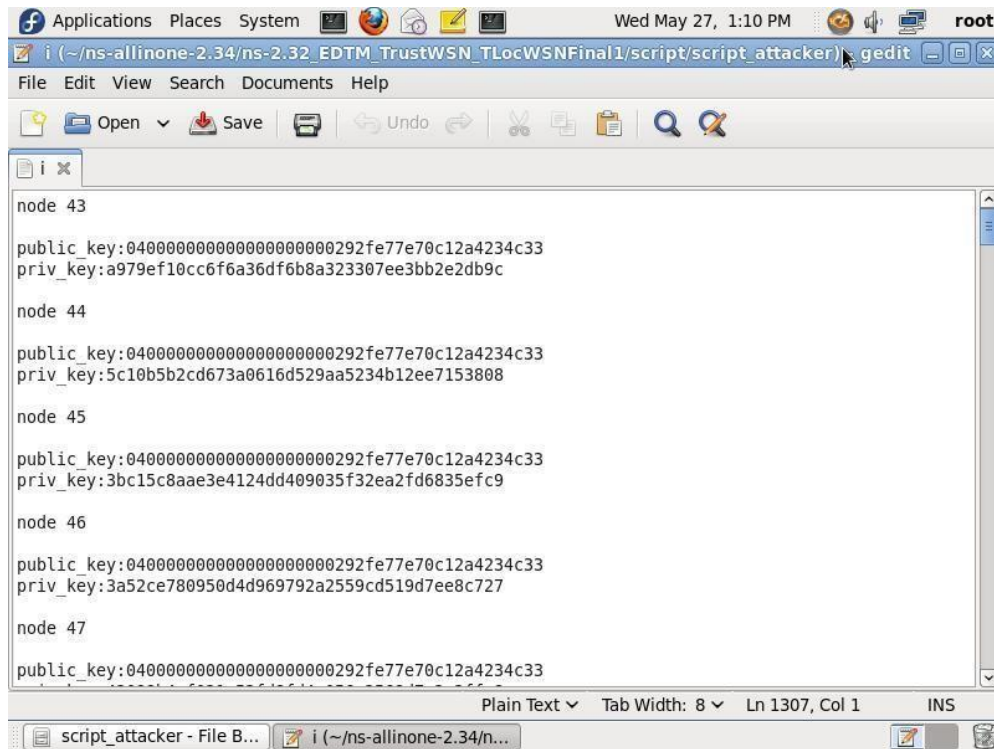 Applications Places System Wed May 27, 1:10 PM root
i (~/ns-allinone-2.34/ns-2.32_EDTM_TrustWSN_TLocWSNFinal1/script/script_attacker) gedit
File Edit View Search Documents Help
Open Save Undo
i
node 43
public_key:040000000000000000000292fe77e70c12a4234c33
priv_key:a979ef10cc6f6a36df6b8a323307ee3bb2e2db9c
node 44
public_key:040000000000000000000292fe77e70c12a4234c33
priv_key:5c10b5b2cd673a0616d529aa5234b12ee7153808
node 45
public_key:040000000000000000000292fe77e70c12a4234c33
priv_key:3bc15c8aae3e4124dd409035f32ea2fd6835efc9
node 46
public_key:040000000000000000000292fe77e70c12a4234c33
priv_key:3a52ce780950d4d969792a2559cd519d7ee8c727
node 47
public_key:040000000000000000000292fe77e70c12a4234c33
Plain Text Tab Width: 8 Ln 1307, Col 1 INS
script_attacker - File B... i (~/ns-allinone-2.34/n...